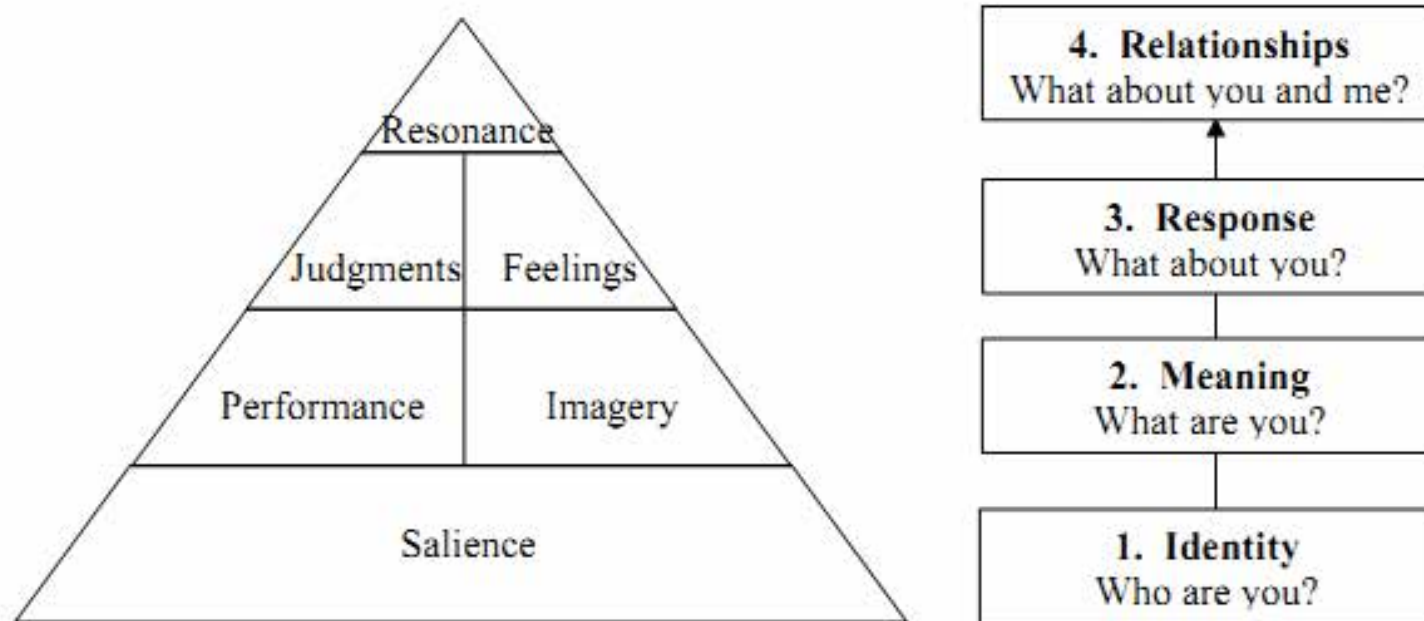 Resonance
Judgments
Feelings
Performance
Imagery
Salience
4. Relationships
What about you and me?
3. Response
What about you?
2. Meaning
What are you?
1. Identity
Who are you?